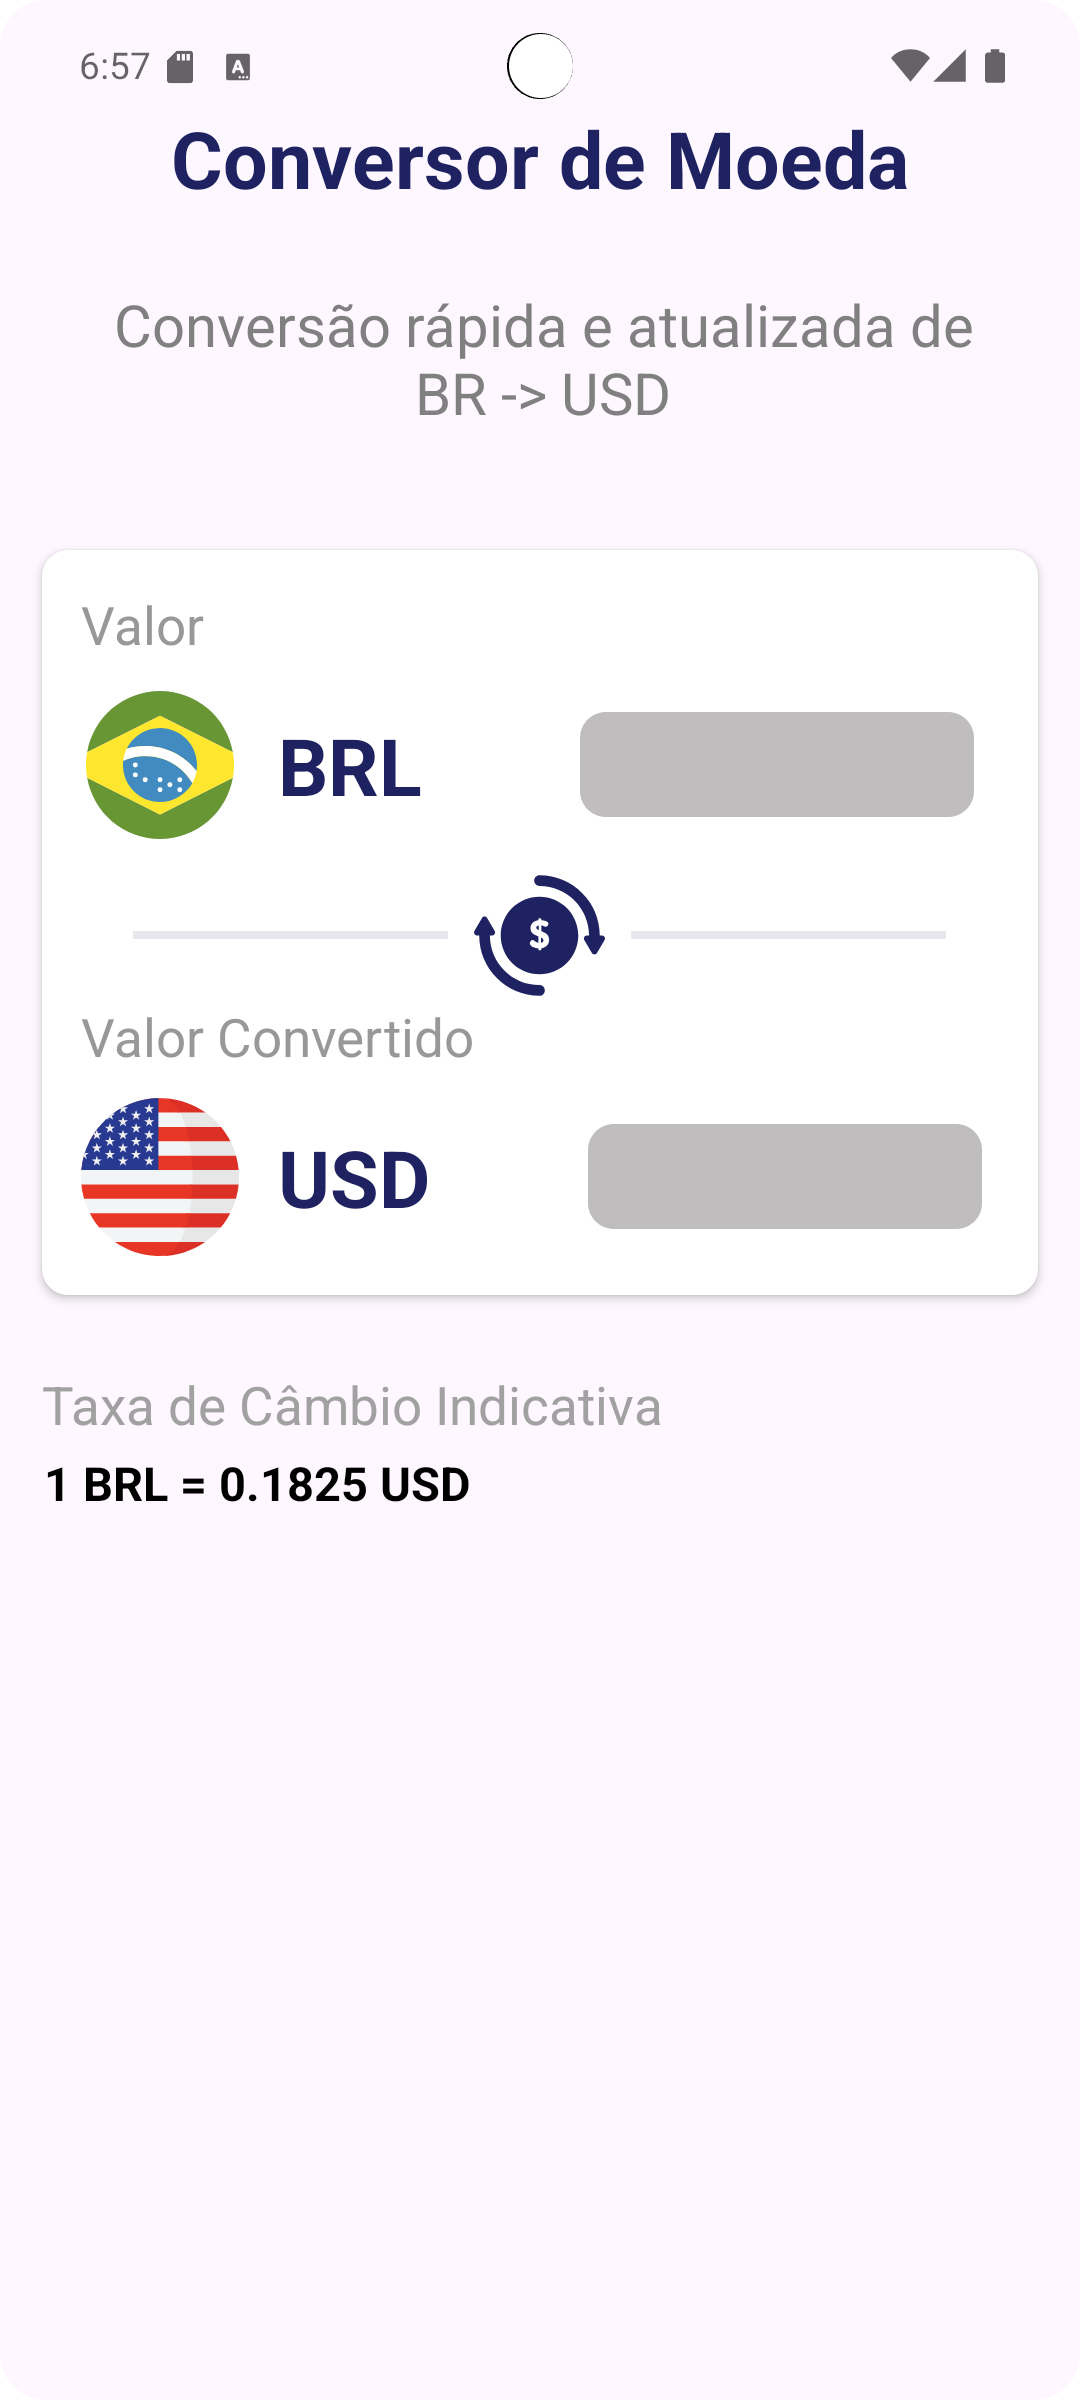 6:57
Conversor de Moeda
Conversão rápida e atualizada de
BR -> USD
Valor
BRL
$
Valor Convertido
USD
Taxa de Câmbio Indicativa
1 BRL = 0.1825 USD